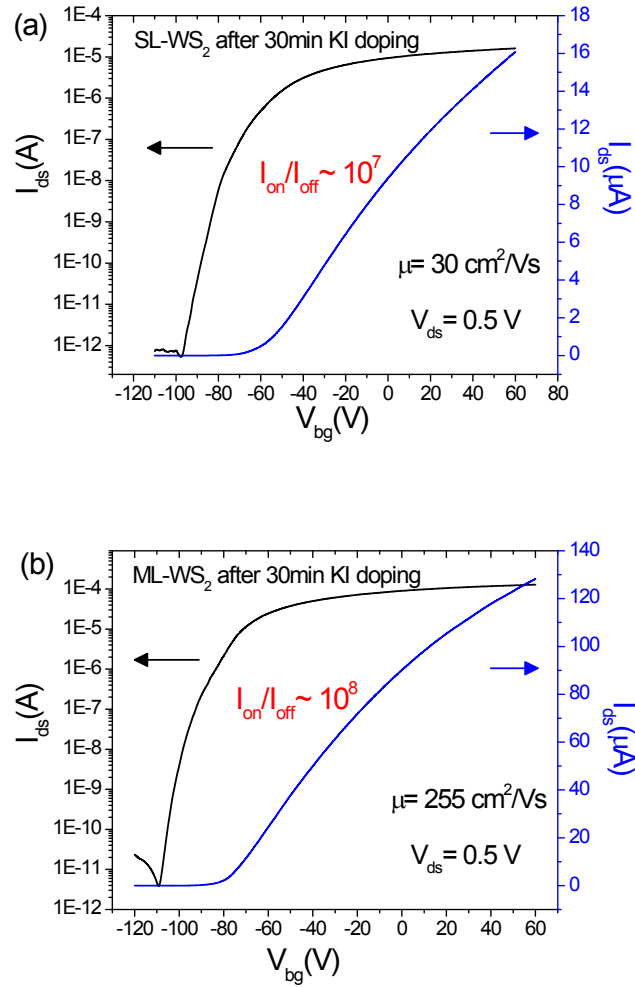 (a)
SL-WS2 after 30min KI doping
1E-4
1E-5
1E-6
1E-7
1E-8
1E-9
1E-10
1E-11
1E-12
Ids(A)
Ion/Ioff~ 10^7
μ= 30 cm^2/Vs
Vds= 0.5 V
18
16
14
12
10
8
6
4
2
0
Ids(μA)
-120 -100 -80 -60 -40 -20 0 20 40 60 80
Vbg(V)
(b)
ML-WS2 after 30min KI doping
1E-4
1E-5
1E-6
1E-7
1E-8
1E-9
1E-10
1E-11
1E-12
Ids(A)
Ion/Ioff~ 10^8
μ= 255 cm^2/Vs
Vds= 0.5 V
140
120
100
80
60
40
20
0
Ids(μA)
-120 -100 -80 -60 -40 -20 0 20 40 60
Vbg(V)